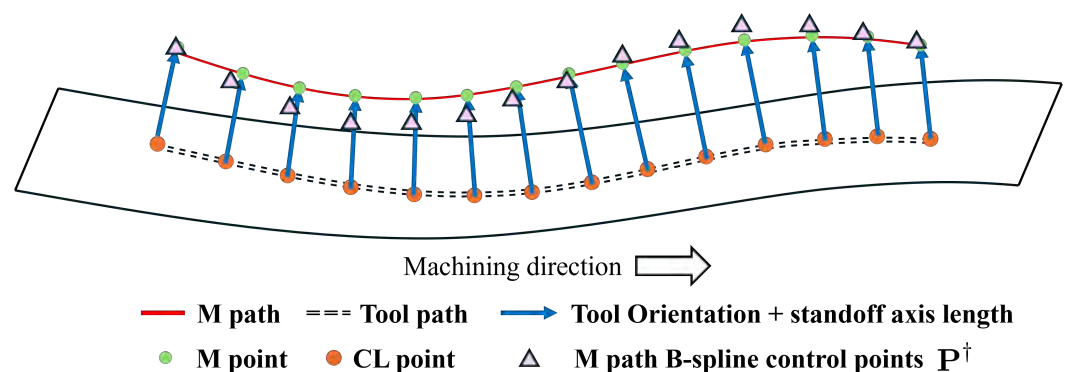 Machining direction
M path Tool path Tool Orientation + standoff axis length
M point CL point M path B-spline control points P†